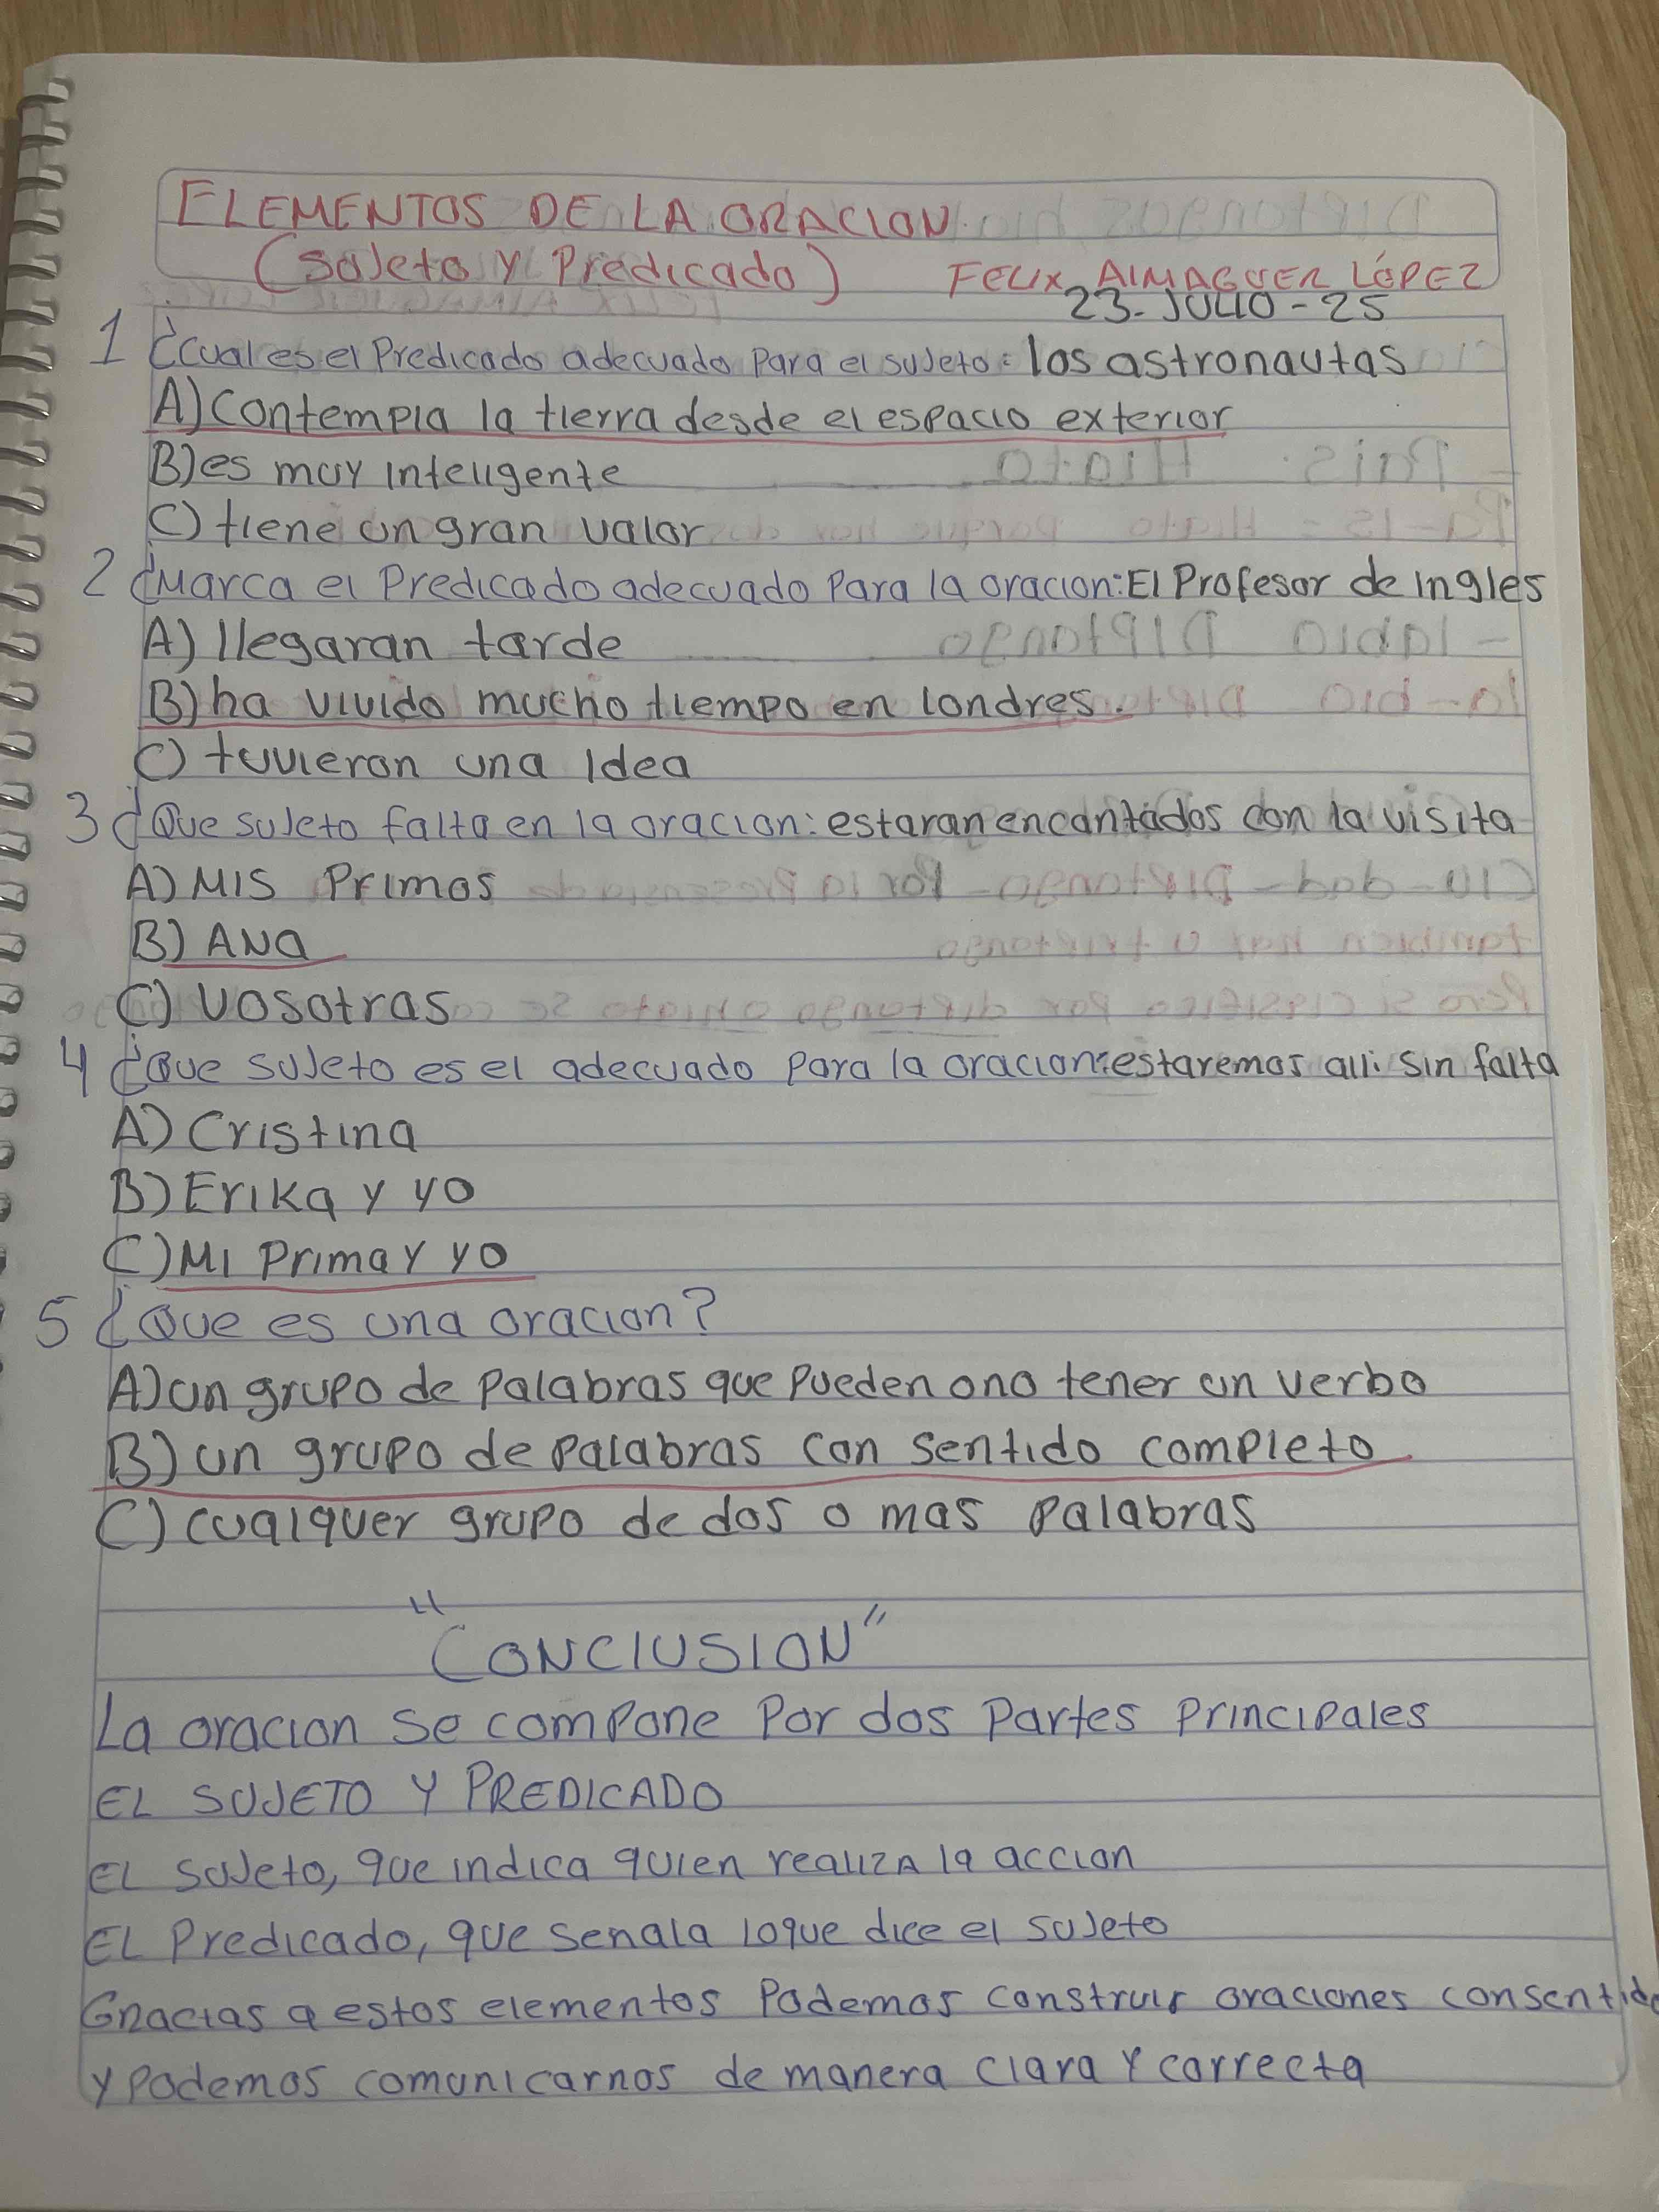 ELEMENTOS DE LA ORACION
(Sujeto y Predicado) FELIX AlMAGUER LÓPEZ
23-JULIO-25
1 ¿cual es el Predicado adecuado Para el sujeto: los astronautas
A) Contempla la tierra desde el espacio exterior
B) es muy inteligente
C) tiene un gran valor
2 ¿Marca el Predicado adecuado Para la oracion: El Profesor de ingles
A) llegaran tarde
B) ha vivido mucho tiempo en londres.
C) tuvieron una idea
3 ¿Que sujeto falta en la oracion: estaran encantados con la visita
A) Mis Primos
B) ANa
C) vosotras
4 ¿Que sujeto es el adecuado para la oracion: estaremos alli sin falta
A) Cristina
B) Erika y yo
C) Mi Prima y yo
5 ¿Que es una oracion?
A) un grupo de Palabras que Pueden o no tener un verbo
B) un grupo de Palabras con sentido completo
C) cualquer grupo de dos o mas Palabras
"CONCLUSION"
La oracion se compone Por dos Partes Principales
EL SUJETO Y PREDICADO
EL sujeto, que indica quien realiza la accion
EL Predicado, que senala lo que dice el sujeto
Gracias a estos elementos Podemos construir oraciones con sentido
y Podemos comunicarnos de manera clara y correcta